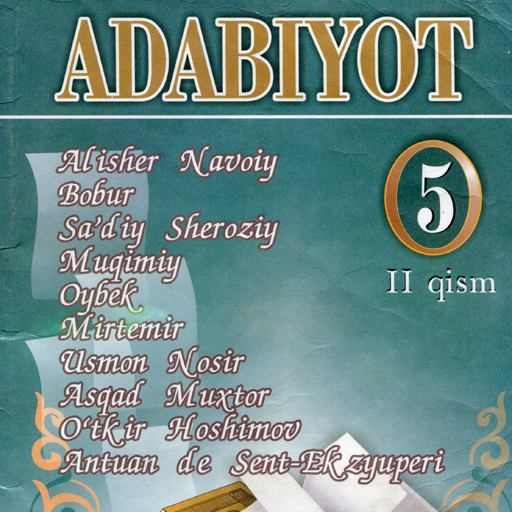 ADABIYOT
Alisher Navoiy
Bobur
Sa'diy Sheroziy
Muqimiy
Oybek
Mirtemir
Usmon Nosir
Asqad Muxtor
O'tkir Hoshimov
Antuan de Sent-Ekzyuperi
5
II qism